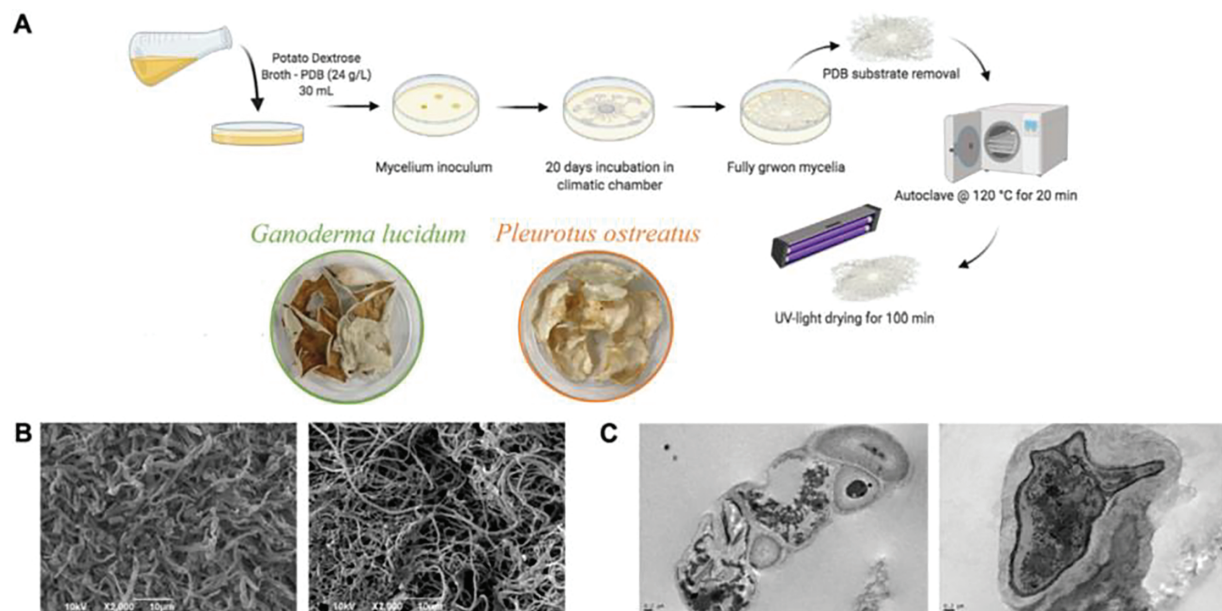 A
Potato Dextrose
Broth - PDB (24 g/L)
30 mL
Mycelium inoculum
20 days incubation in
climatic chamber
Fully grwon mycelia
PDB substrate removal
Autoclave @ 120 °C for 20 min
UV-light drying for 100 min
Ganoderma lucidum
Pleurotus ostreatus
B
10kV X2,000 10μm
10kV X2,000 10μm
C